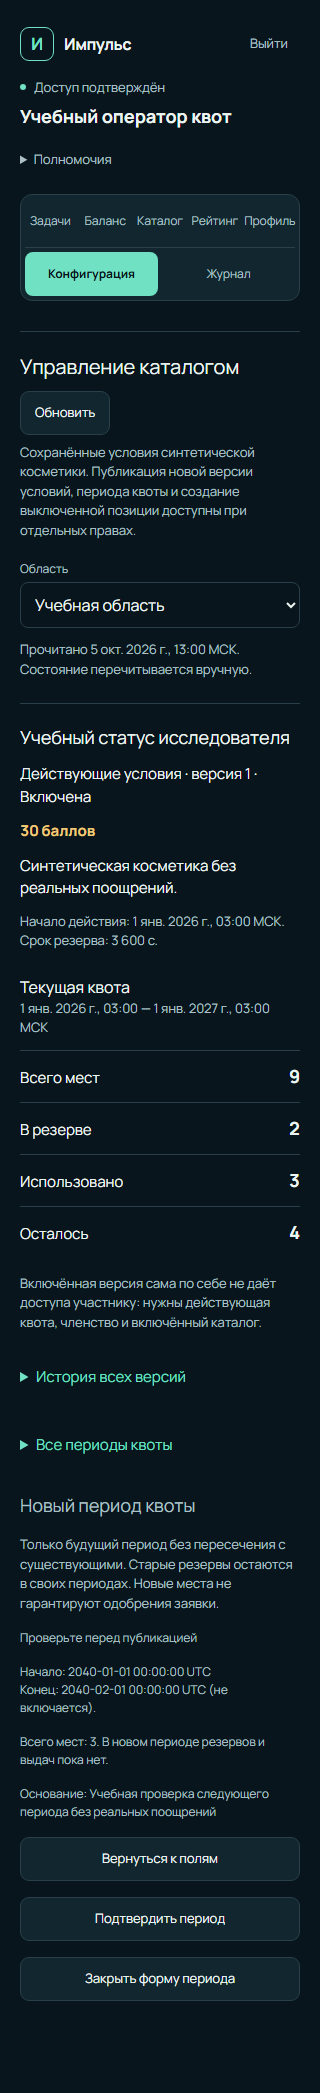 И Импульс Выйти
Доступ подтверждён
Учебный оператор квот
Полномочия
Задачи Баланс Каталог Рейтинг Профиль
Конфигурация Журнал
Управление каталогом
Обновить
Сохранённые условия синтетической
косметики. Публикация новой версии
условий, периода квоты и создание
выключенной позиции доступны при
отдельных правах.
Область
Учебная область
Прочитано 5 окт. 2026 г., 13:00 МСК.
Состояние перечитывается вручную.
Учебный статус исследователя
Действующие условия · версия 1 ·
Включена
30 баллов
Синтетическая косметика без
реальных поощрений.
Начало действия: 1 янв. 2026 г., 03:00 МСК.
Срок резерва: 3 600 с.
Текущая квота
1 янв. 2026 г., 03:00 — 1 янв. 2027 г., 03:00
МСК
Всего мест 9
В резерве 2
Использовано 3
Осталось 4
Включённая версия сама по себе не даёт
доступа участнику: нужны действующая
квота, членство и включённый каталог.
История всех версий
Все периоды квоты
Новый период квоты
Только будущий период без пересечения с
существующими. Старые резервы остаются
в своих периодах. Новые места не
гарантируют одобрения заявки.
Проверьте перед публикацией
Начало: 2040-01-01 00:00:00 UTC
Конец: 2040-02-01 00:00:00 UTC (не
включается).
Всего мест: 3. В новом периоде резервов и
выдач пока нет.
Основание: Учебная проверка следующего
периода без реальных поощрений
Вернуться к полям
Подтвердить период
Закрыть форму периода